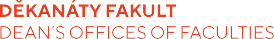 DĚKANÁTY FAKULT
DEAN´S OFFICES OF FACULTIES